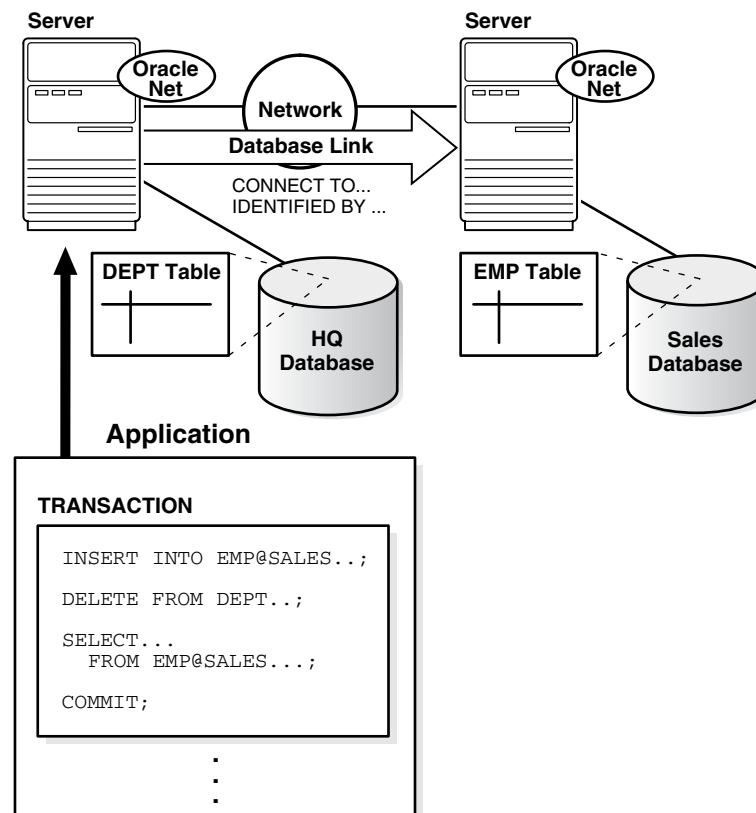 Server
Server
Oracle
Net
Oracle
Net
Network
Database Link
CONNECT TO...
IDENTIFIED BY ...
DEPT Table
HQ
Database
EMP Table
Sales
Database
Application
TRANSACTION
INSERT INTO EMP@SALES..;
DELETE FROM DEPT..;
SELECT...
FROM EMP@SALES...;
COMMIT;
.
.
.